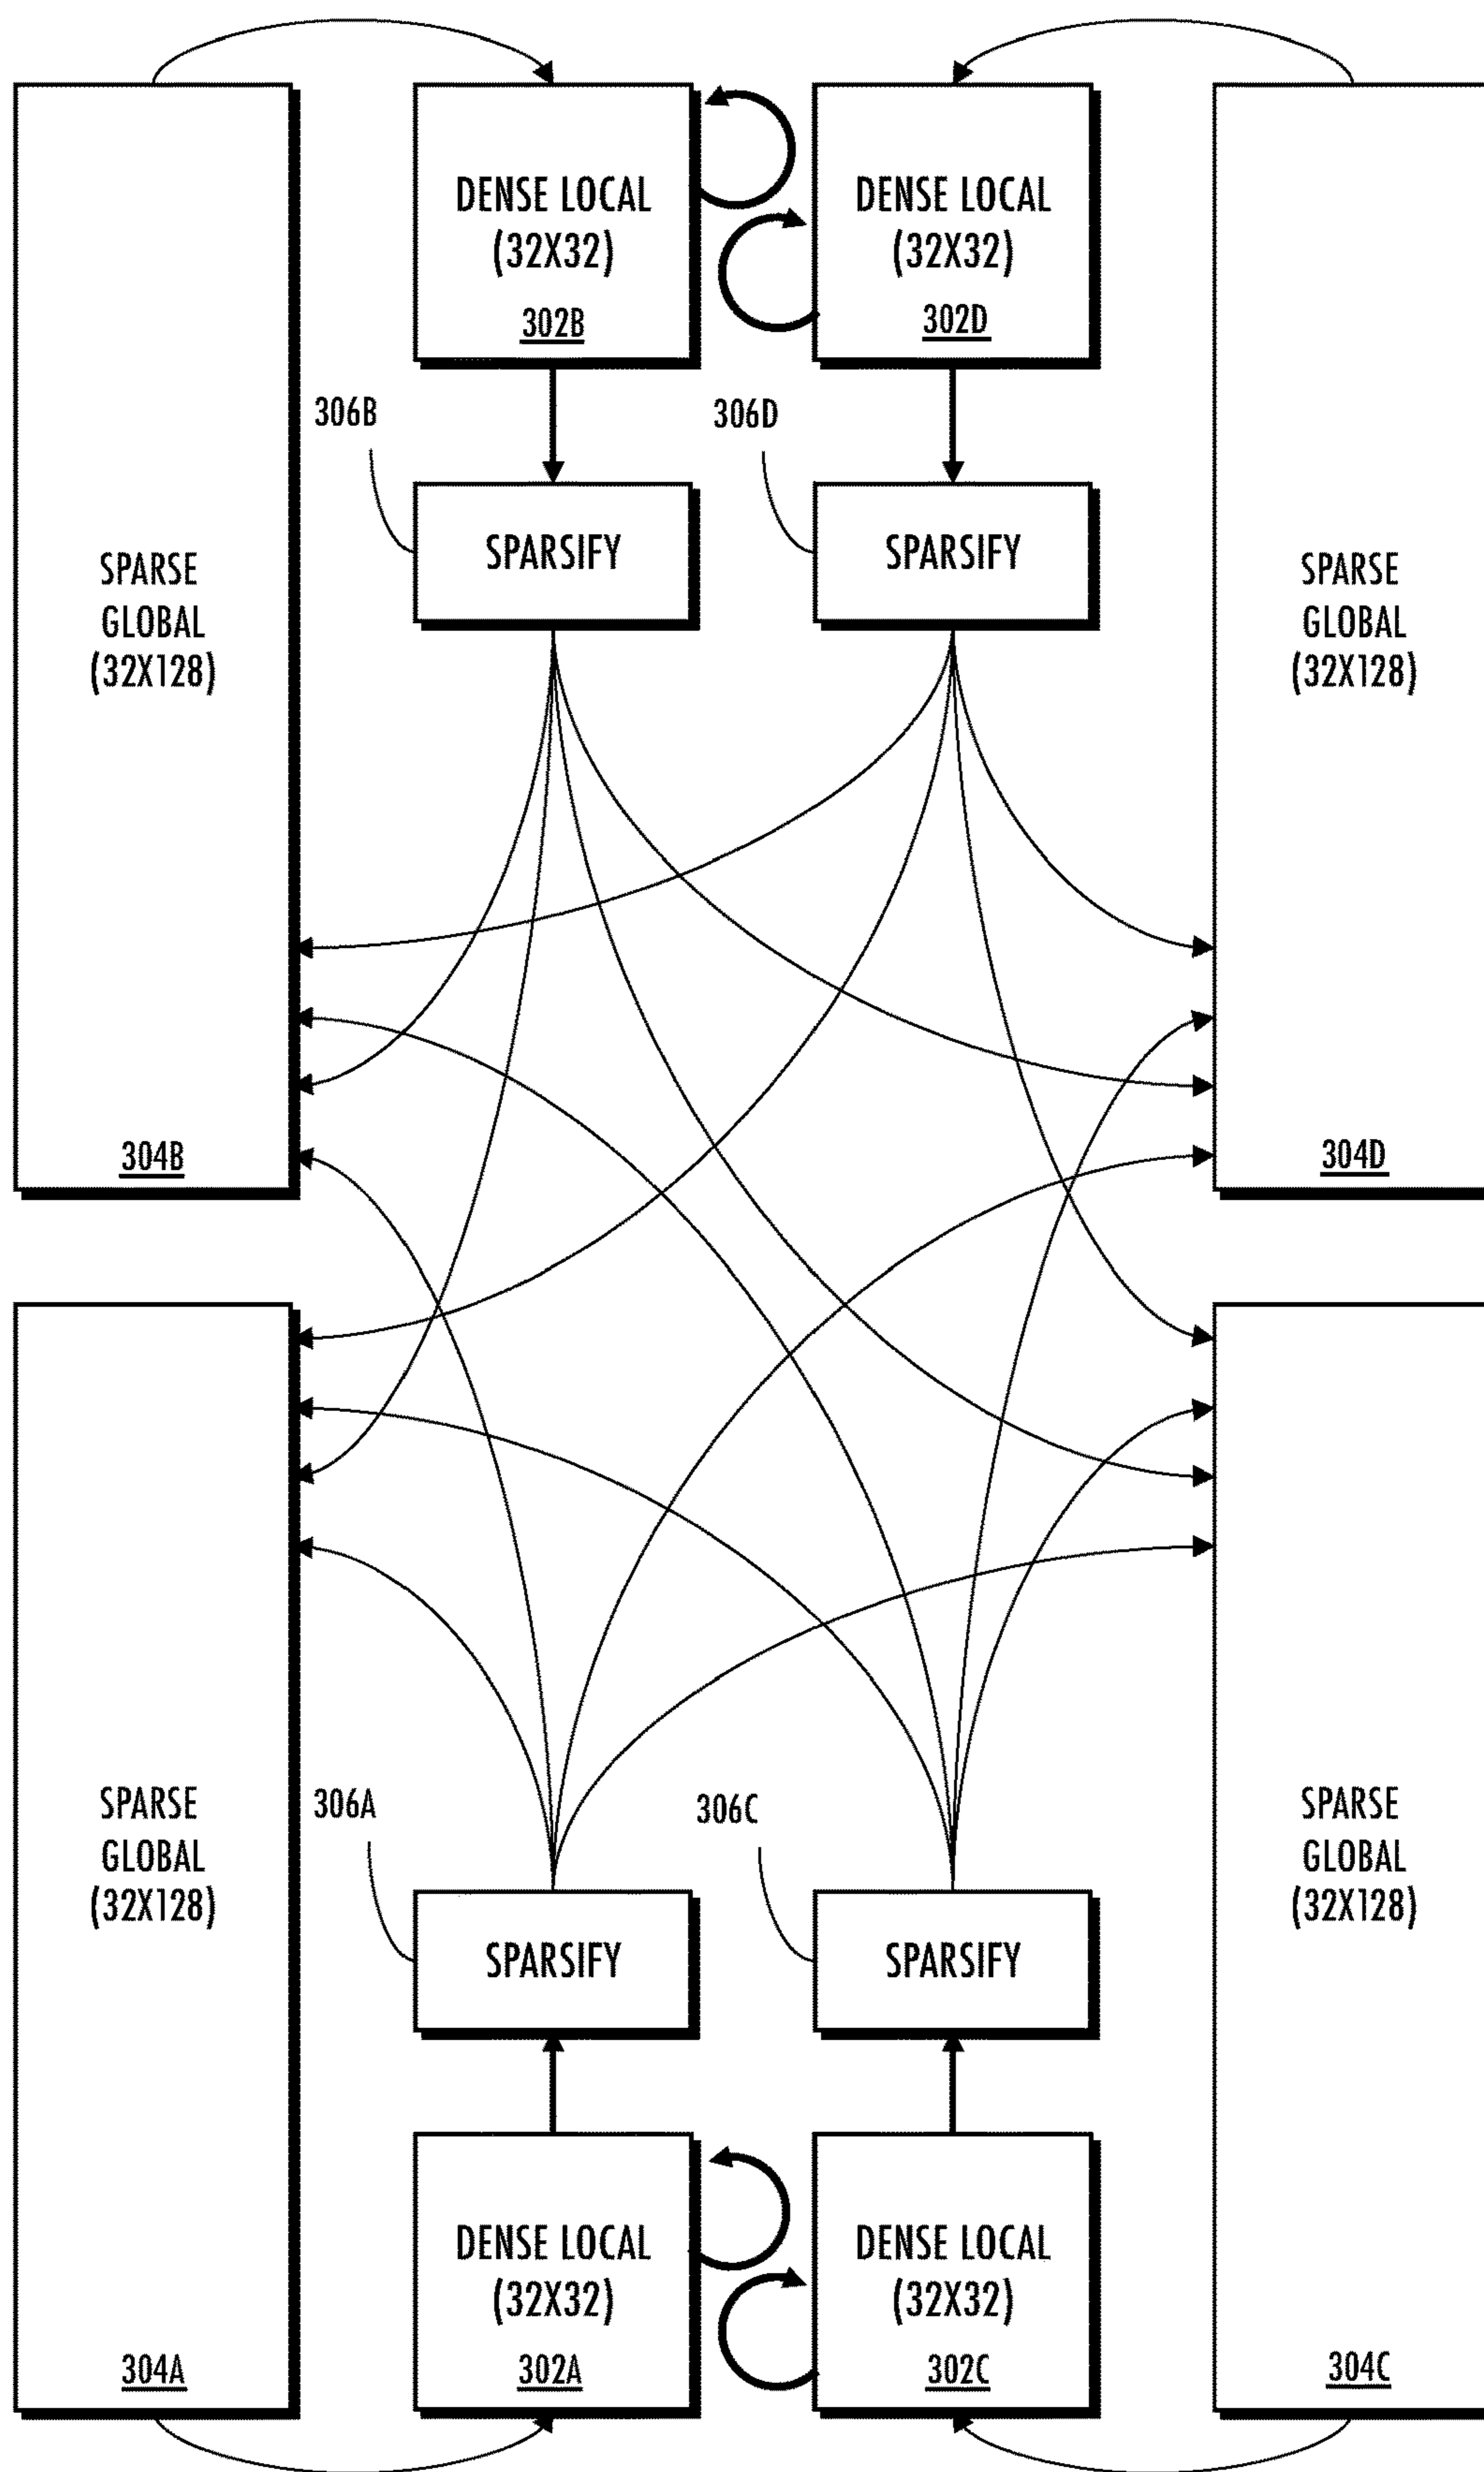 DENSE LOCAL
(32X32)
302B
DENSE LOCAL
(32X32)
302D
306B
306D
SPARSIFY
SPARSIFY
SPARSE
GLOBAL
(32X128)
304B
SPARSE
GLOBAL
(32X128)
304D
SPARSE
GLOBAL
(32X128)
304A
306A
306C
SPARSIFY
SPARSIFY
SPARSE
GLOBAL
(32X128)
304C
DENSE LOCAL
(32X32)
302A
DENSE LOCAL
(32X32)
302C